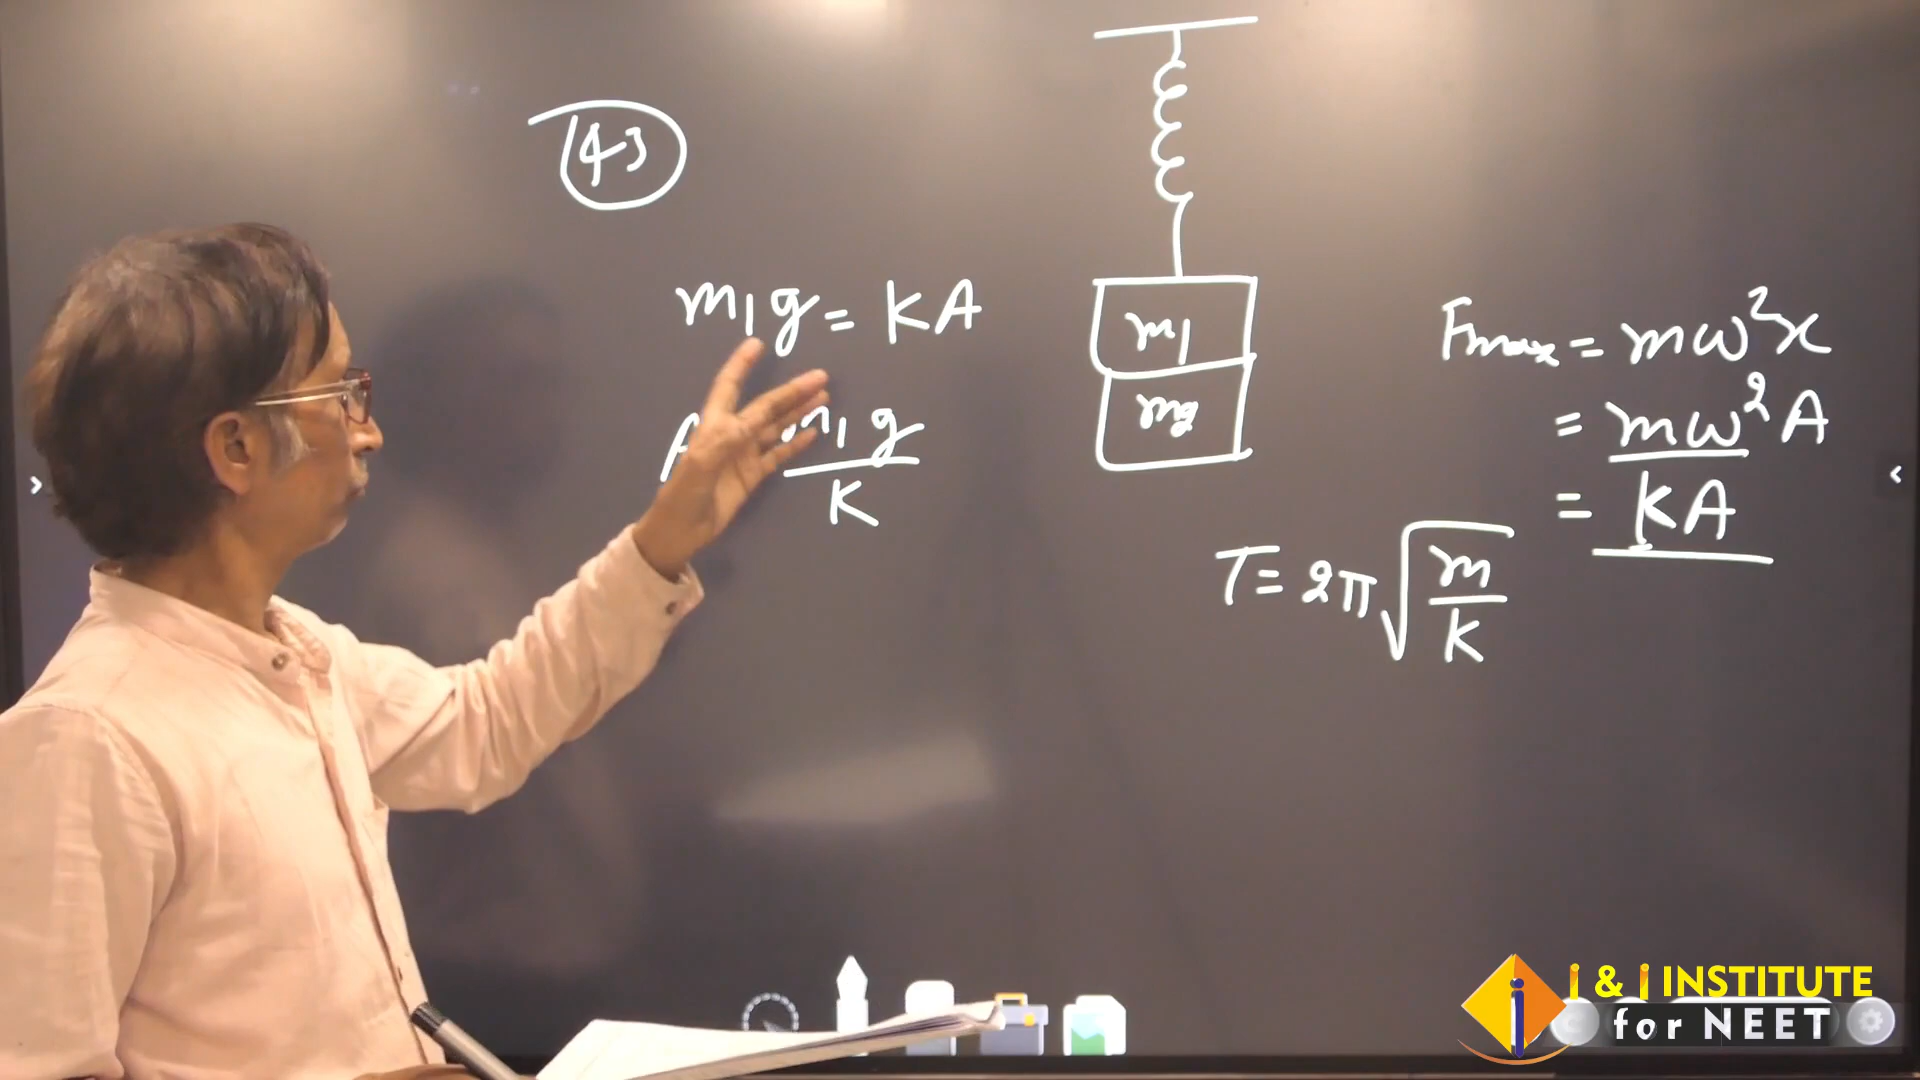 43
m₁g = KA
m₁g
K
m₁
m₂
Fmax = mω²x
= mω²A
= KA
T = 2π√m/K
i & i INSTITUTE
for NEET